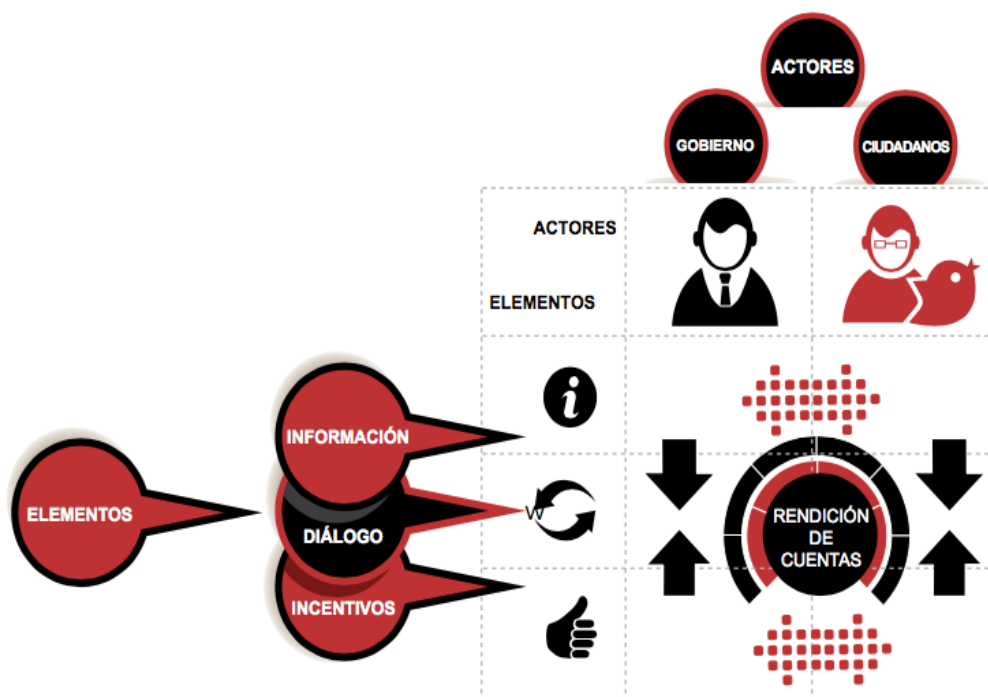 ACTORES
GOBIERNO
CIUDADANOS
ACTORES
ELEMENTOS
INFORMACIÓN
ELEMENTOS
DIÁLOGO
INCENTIVOS
W
RENDICIÓN
DE
CUENTAS